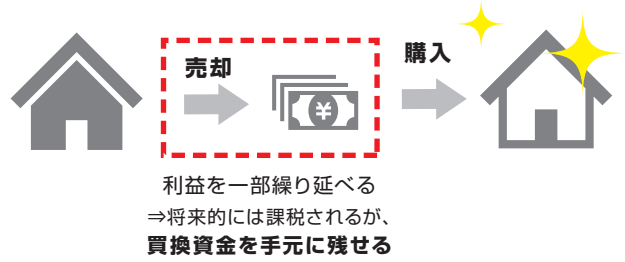 売却
購入
¥
利益を一部繰り延べる
⇒将来的には課税されるが、
買換資金を手元に残せる